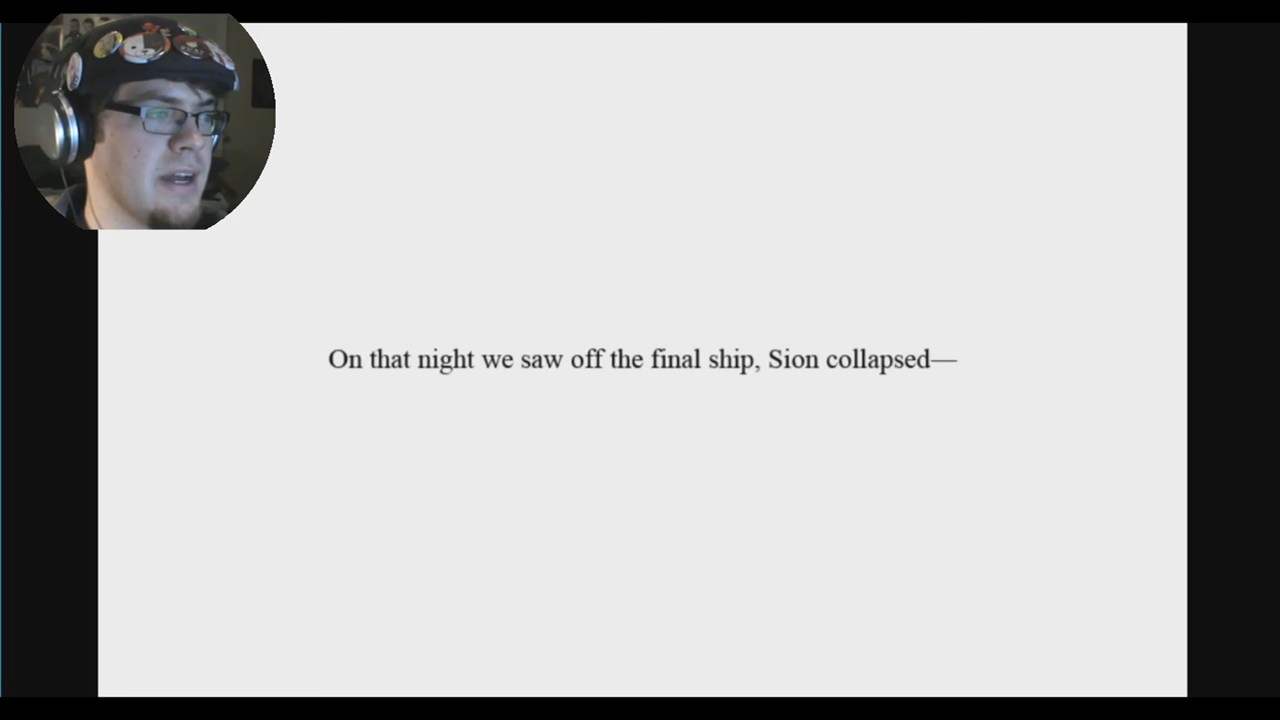 On that night we saw off the final ship, Sion collapsed—